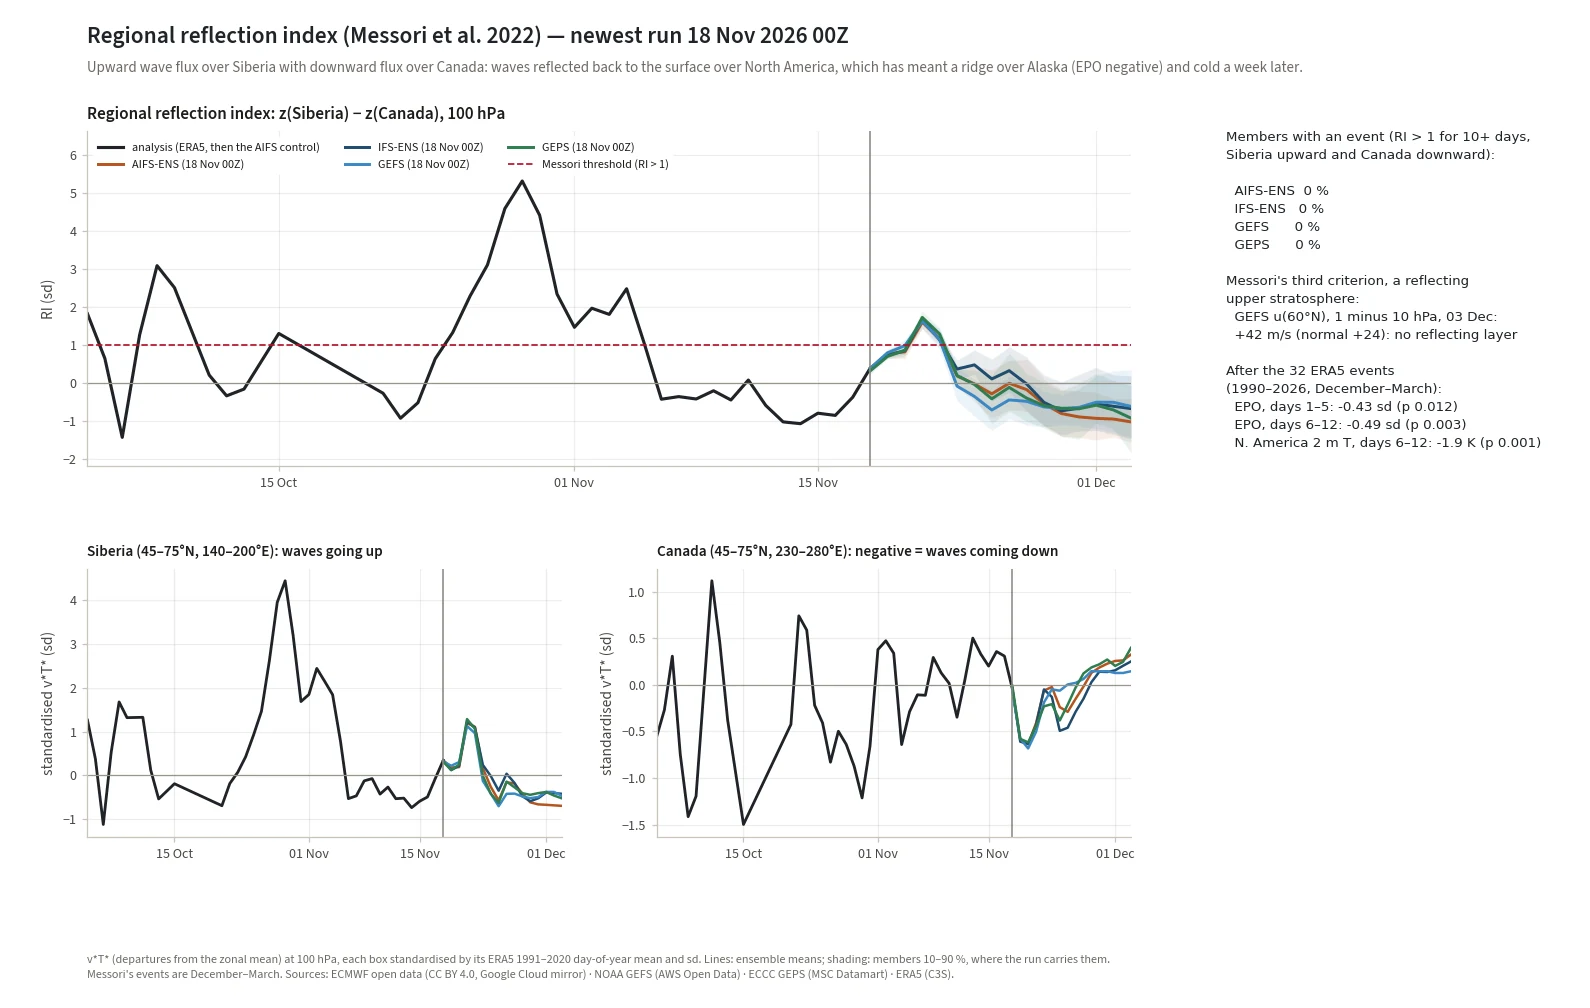 Regional reflection index (Messori et al. 2022) — newest run 18 Nov 2026 00Z
Upward wave flux over Siberia with downward flux over Canada: waves reflected back to the surface over North America, which has meant a ridge over Alaska (EPO negative) and cold a week later.
Regional reflection index: z(Siberia) − z(Canada), 100 hPa
analysis (ERA5, then the AIFS control)
AIFS-ENS (18 Nov 00Z)
IFS-ENS (18 Nov 00Z)
GEFS (18 Nov 00Z)
GEPS (18 Nov 00Z)
Messori threshold (RI > 1)
RI (sd)
6
5
4
3
2
1
0
−1
−2
15 Oct
01 Nov
15 Nov
01 Dec
Members with an event (RI > 1 for 10+ days,
Siberia upward and Canada downward):
AIFS-ENS 0 %
IFS-ENS 0 %
GEFS 0 %
GEPS 0 %
Messori's third criterion, a reflecting
upper stratosphere:
GEFS u(60°N), 1 minus 10 hPa, 03 Dec:
+42 m/s (normal +24): no reflecting layer
After the 32 ERA5 events
(1990–2026, December–March):
EPO, days 1–5: -0.43 sd (p 0.012)
EPO, days 6–12: -0.49 sd (p 0.003)
N. America 2 m T, days 6–12: -1.9 K (p 0.001)
Siberia (45–75°N, 140–200°E): waves going up
standardised v*T* (sd)
4
3
2
1
0
−1
15 Oct
01 Nov
15 Nov
01 Dec
Canada (45–75°N, 230–280°E): negative = waves coming down
standardised v*T* (sd)
1.0
0.5
0.0
−0.5
−1.0
−1.5
15 Oct
01 Nov
15 Nov
01 Dec
v*T* (departures from the zonal mean) at 100 hPa, each box standardised by its ERA5 1991–2020 day-of-year mean and sd. Lines: ensemble means; shading: members 10–90 %, where the run carries them.
Messori's events are December–March. Sources: ECMWF open data (CC BY 4.0, Google Cloud mirror) · NOAA GEFS (AWS Open Data) · ECCC GEPS (MSC Datamart) · ERA5 (C3S).